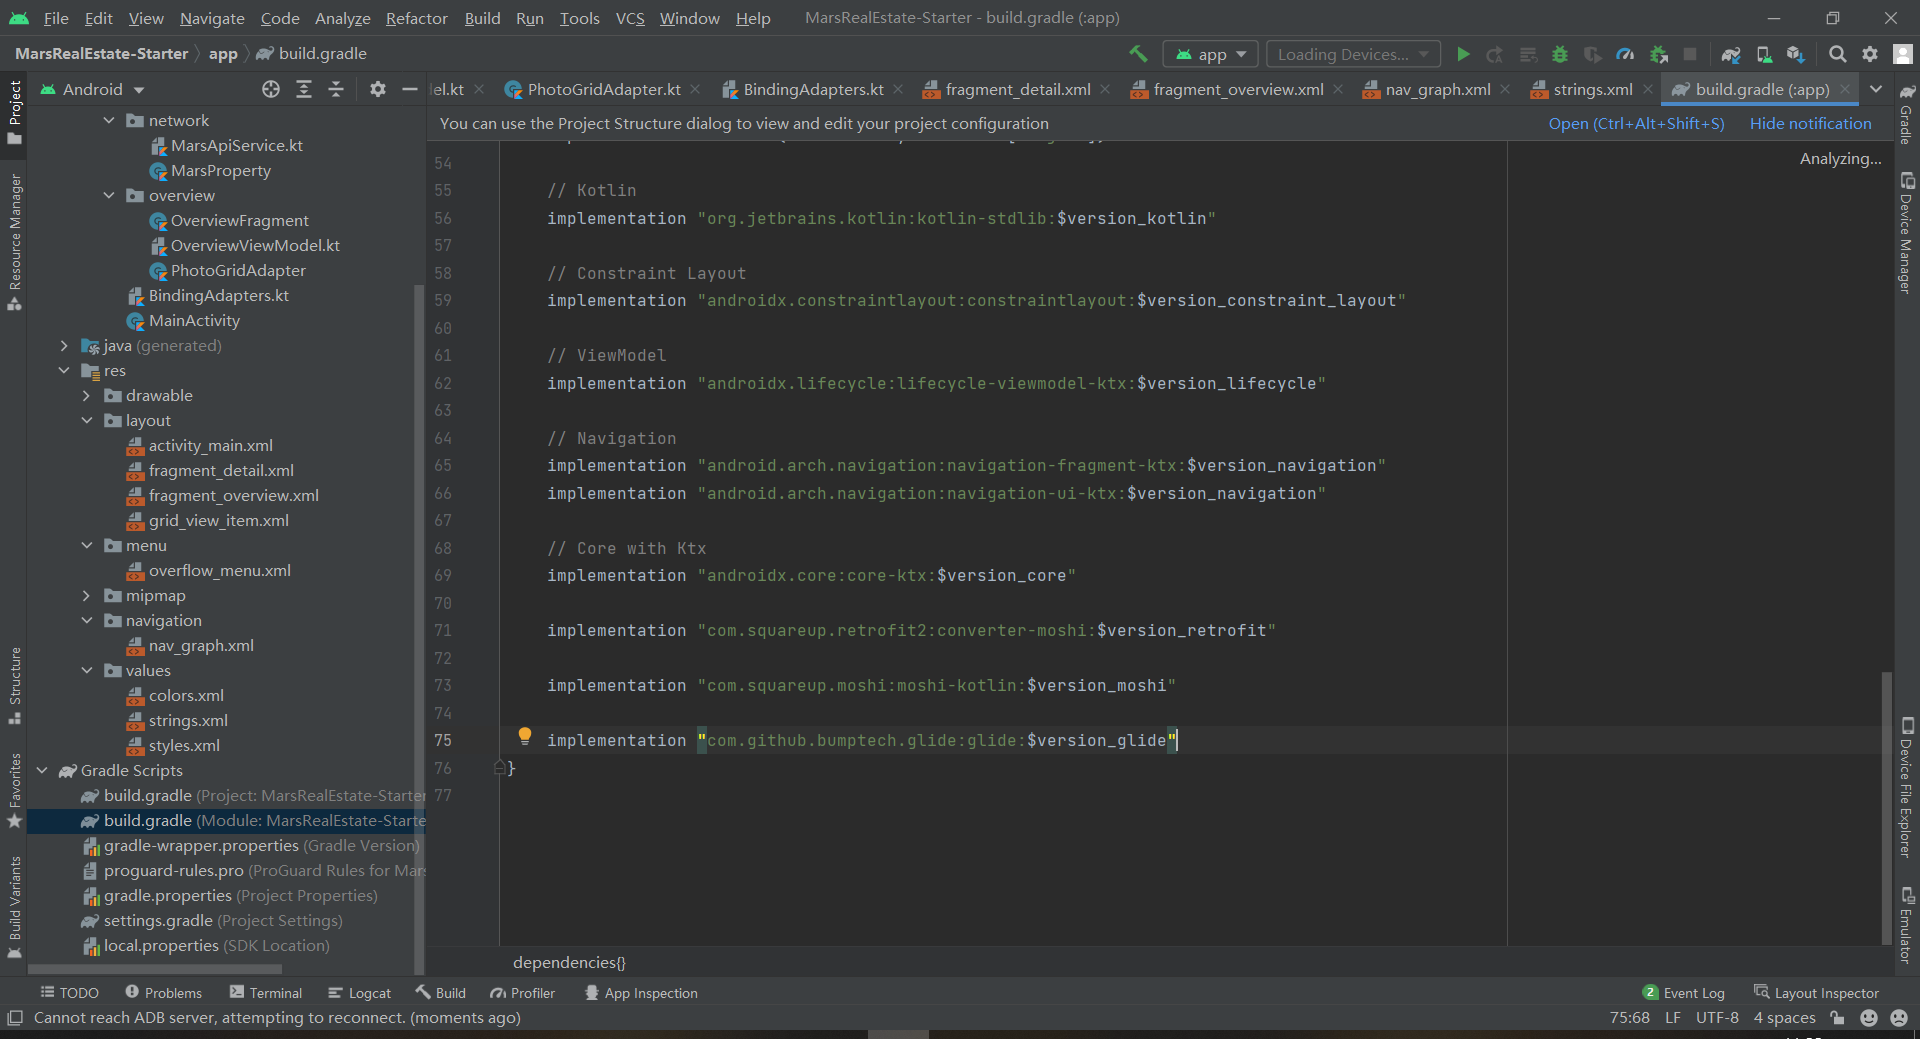 File Edit View Navigate Code Analyze Refactor Build Run Tools VCS Window Help MarsRealEstate-Starter - build.gradle (:app)
MarsRealEstate-Starter app build.gradle app Loading Devices...
Android
el.kt PhotoGridAdapter.kt BindingAdapters.kt fragment_detail.xml fragment_overview.xml nav_graph.xml strings.xml build.gradle (:app)
You can use the Project Structure dialog to view and edit your project configuration Open (Ctrl+Alt+Shift+S) Hide notification
Analyzing...
Project
Resource Manager
Structure
Favorites
Build Variants
network
MarsApiService.kt
MarsProperty
overview
OverviewFragment
OverviewViewModel.kt
PhotoGridAdapter
BindingAdapters.kt
MainActivity
java (generated)
res
drawable
layout
activity_main.xml
fragment_detail.xml
fragment_overview.xml
grid_view_item.xml
menu
overflow_menu.xml
mipmap
navigation
nav_graph.xml
values
colors.xml
strings.xml
styles.xml
Gradle Scripts
build.gradle (Project: MarsRealEstate-Starter
build.gradle (Module: MarsRealEstate-Starte
gradle-wrapper.properties (Gradle Version)
proguard-rules.pro (ProGuard Rules for Mars
gradle.properties (Project Properties)
settings.gradle (Project Settings)
local.properties (SDK Location)
54
55 // Kotlin
56 implementation "org.jetbrains.kotlin:kotlin-stdlib:$version_kotlin"
57
58 // Constraint Layout
59 implementation "androidx.constraintlayout:constraintlayout:$version_constraint_layout"
60
61 // ViewModel
62 implementation "androidx.lifecycle:lifecycle-viewmodel-ktx:$version_lifecycle"
63
64 // Navigation
65 implementation "android.arch.navigation:navigation-fragment-ktx:$version_navigation"
66 implementation "android.arch.navigation:navigation-ui-ktx:$version_navigation"
67
68 // Core with Ktx
69 implementation "androidx.core:core-ktx:$version_core"
70
71 implementation "com.squareup.retrofit2:converter-moshi:$version_retrofit"
72
73 implementation "com.squareup.moshi:moshi-kotlin:$version_moshi"
74
75 implementation "com.github.bumptech.glide:glide:$version_glide"
76 }
77
dependencies{}
Gradle
Device Manager
Device File Explorer
Emulator
TODO Problems Terminal Logcat Build Profiler App Inspection 2 Event Log Layout Inspector
Cannot reach ADB server, attempting to reconnect. (moments ago) 75:68 LF UTF-8 4 spaces